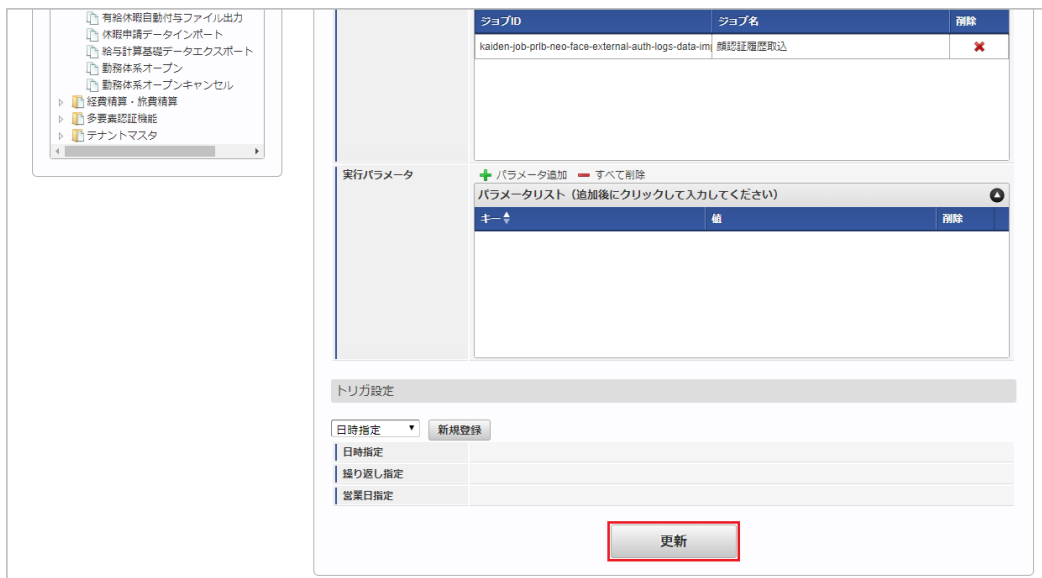 有給休暇自動付与ファイル出力
休暇申請データインポート
給与計算基礎データエクスポート
勤務体系オープン
勤務体系オープンキャンセル
経費精算・旅費精算
多要素認証機能
テナントマスタ
ジョブID ジョブ名 削除
kaiden-job-prlb-neo-face-external-auth-logs-data-im 顔認証履歴取込
実行パラメータ
パラメータ追加 すべて削除
パラメータリスト（追加後にクリックして入力してください）
キー 値 削除
トリガ設定
日時指定 新規登録
日時指定
繰り返し指定
営業日指定
更新